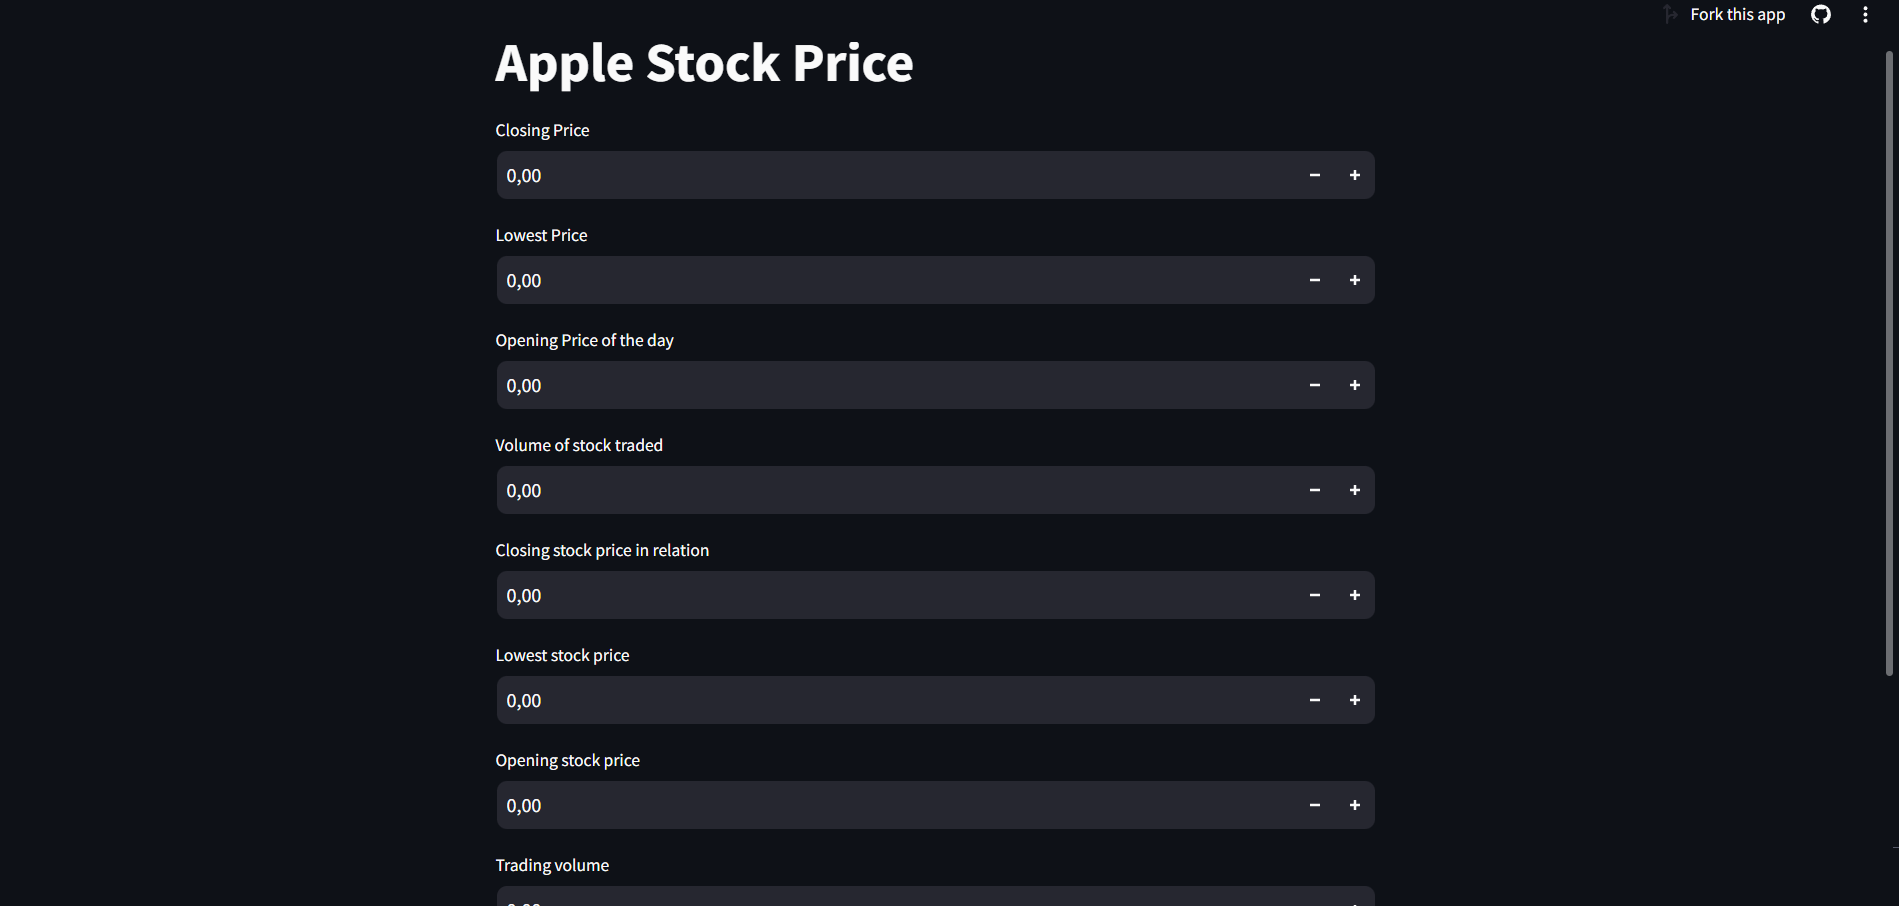 Fork this app
Apple Stock Price
Closing Price
0,00
Lowest Price
0,00
Opening Price of the day
0,00
Volume of stock traded
0,00
Closing stock price in relation
0,00
Lowest stock price
0,00
Opening stock price
0,00
Trading volume